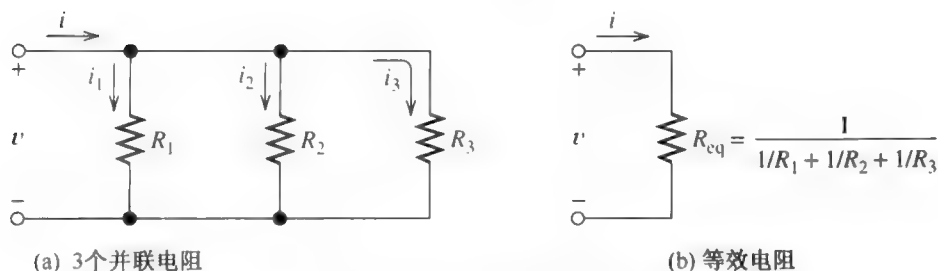 i
+
v
−
i₁
R₁
i₂
R₂
i₃
R₃
(a) 3个并联电阻
i
+
v
−
R_eq = 1 / (1/R₁ + 1/R₂ + 1/R₃)
(b) 等效电阻